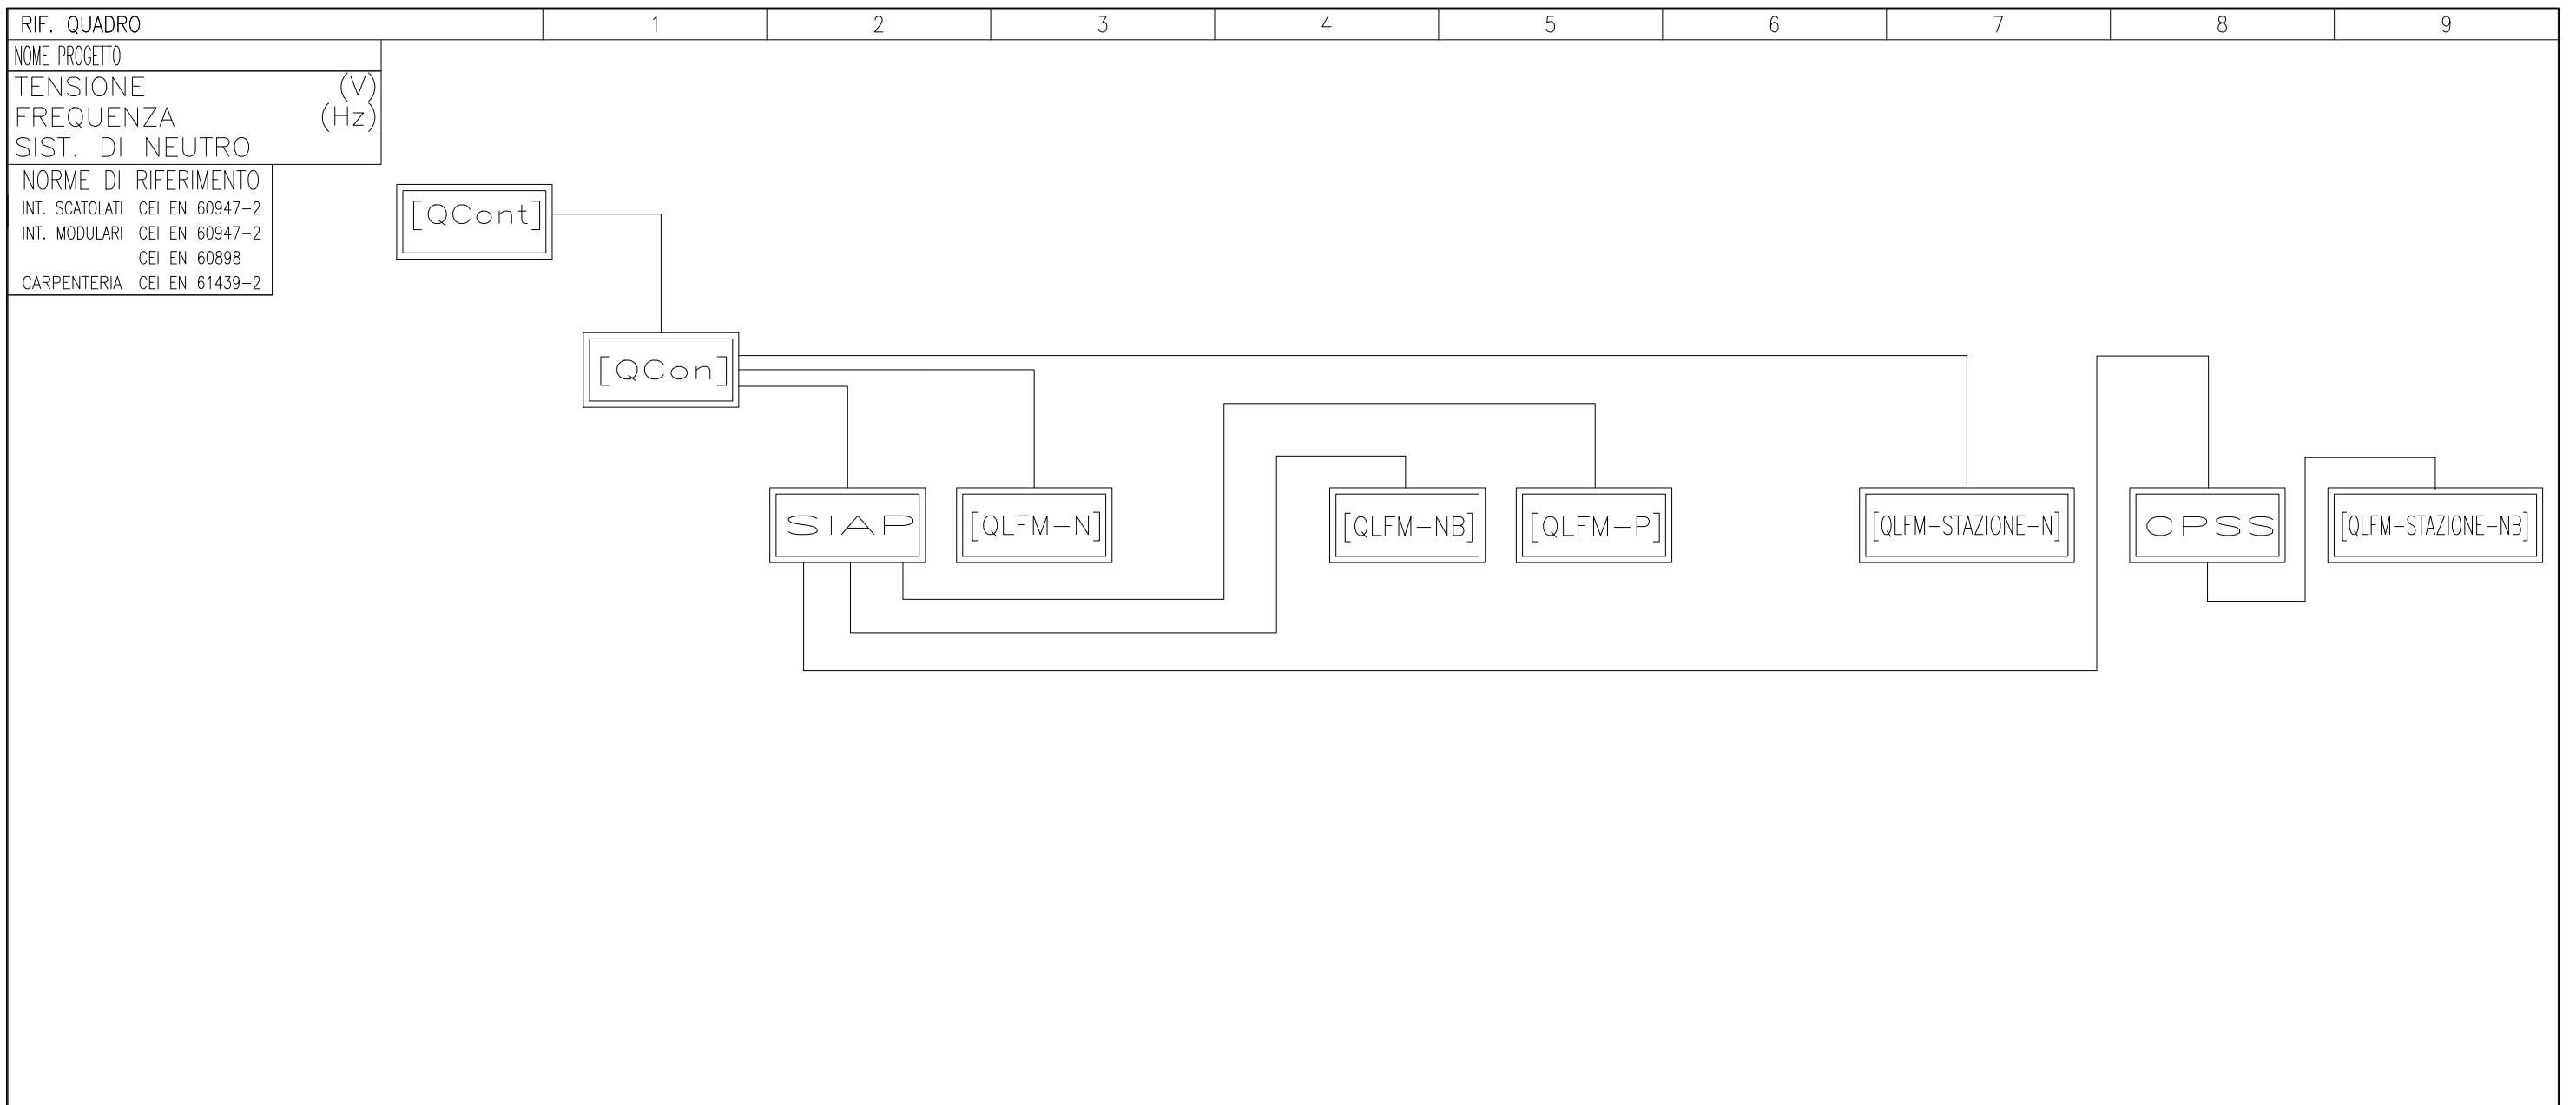 RIF. QUADRO 1 2 3 4 5 6 7 8 9
NOME PROGETTO
TENSIONE (V)
FREQUENZA (Hz)
SIST. DI NEUTRO
NORME DI RIFERIMENTO
INT. SCATOLATI CEI EN 60947-2
INT. MODULARI CEI EN 60947-2
CEI EN 60898
CARPENTERIA CEI EN 61439-2
[QCont]
[QCon]
SIAP [QLFM-N] [QLFM-NB] [QLFM-P] [QLFM-STAZIONE-N] CPSS [QLFM-STAZIONE-NB]